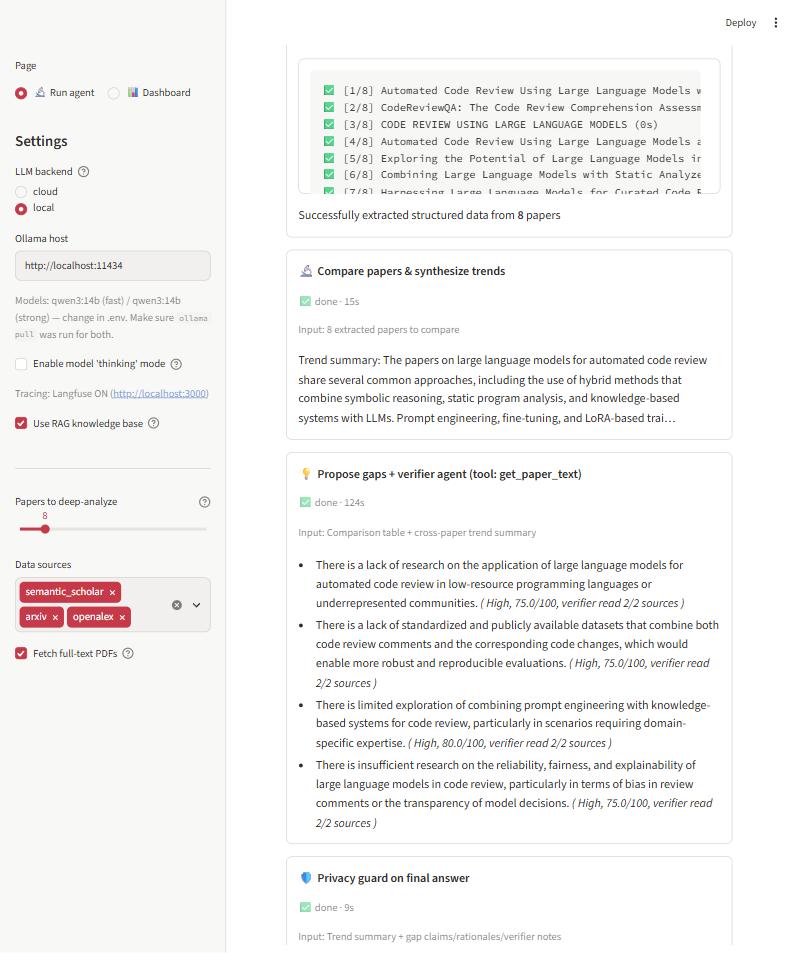 Deploy
Page
Run agent
Dashboard
Settings
LLM backend
cloud
local
Ollama host
http://localhost:11434
Models: qwen3:14b (fast) / qwen3:14b
(strong) — change in .env. Make sure ollama
pull was run for both.
Enable model 'thinking' mode
Tracing: Langfuse ON (http://localhost:3000)
Use RAG knowledge base
Papers to deep-analyze
8
Data sources
semantic_scholar ×
arxiv × openalex ×
Fetch full-text PDFs
[1/8] Automated Code Review Using Large Language Models
[2/8] CodeReviewQA: The Code Review Comprehension Assessm
[3/8] CODE REVIEW USING LARGE LANGUAGE MODELS (0s)
[4/8] Automated Code Review Using Large Language Models a
[5/8] Exploring the Potential of Large Language Models in
[6/8] Combining Large Language Models with Static Analyze
[7/8] Harnessing Large Language Models for Curated Code
Successfully extracted structured data from 8 papers
Compare papers & synthesize trends
done · 15s
Input: 8 extracted papers to compare
Trend summary: The papers on large language models for automated code review
share several common approaches, including the use of hybrid methods that
combine symbolic reasoning, static program analysis, and knowledge-based
systems with LLMs. Prompt engineering, fine-tuning, and LoRA-based trai…
Propose gaps + verifier agent (tool: get_paper_text)
done · 124s
Input: Comparison table + cross-paper trend summary
• There is a lack of research on the application of large language models for
automated code review in low-resource programming languages or
underrepresented communities. ( High, 75.0/100, verifier read 2/2 sources )
• There is a lack of standardized and publicly available datasets that combine both
code review comments and the corresponding code changes, which would
enable more robust and reproducible evaluations. ( High, 75.0/100, verifier read
2/2 sources )
• There is limited exploration of combining prompt engineering with knowledge-
based systems for code review, particularly in scenarios requiring domain-
specific expertise. ( High, 80.0/100, verifier read 2/2 sources )
• There is insufficient research on the reliability, fairness, and explainability of
large language models in code review, particularly in terms of bias in review
comments or the transparency of model decisions. ( High, 75.0/100, verifier read
2/2 sources )
Privacy guard on final answer
done · 9s
Input: Trend summary + gap claims/rationales/verifier notes